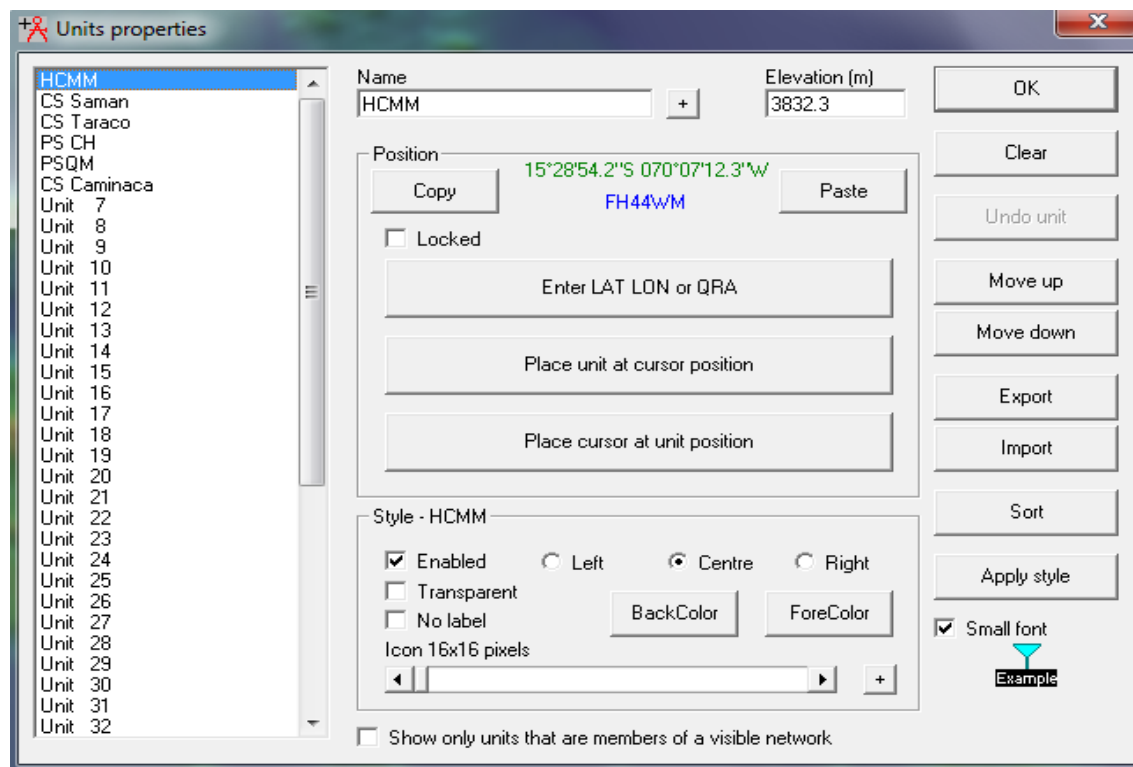 Units properties
HCMM
CS Saman
CS Taraco
PS CH
PSQM
CS Caminaca
Unit 7
Unit 8
Unit 9
Unit 10
Unit 11
Unit 12
Unit 13
Unit 14
Unit 15
Unit 16
Unit 17
Unit 18
Unit 19
Unit 20
Unit 21
Unit 22
Unit 23
Unit 24
Unit 25
Unit 26
Unit 27
Unit 28
Unit 29
Unit 30
Unit 31
Unit 32
Name
HCMM
+
Elevation (m)
3832.3
Position
Copy
15°28'54.2"S 070°07'12.3"W
FH44WM
Paste
Locked
Enter LAT LON or QRA
Place unit at cursor position
Place cursor at unit position
Style - HCMM
Enabled
Left
Centre
Right
Transparent
No label
BackColor
ForeColor
Icon 16x16 pixels
+
Show only units that are members of a visible network
OK
Clear
Undo unit
Move up
Move down
Export
Import
Sort
Apply style
Small font
Example